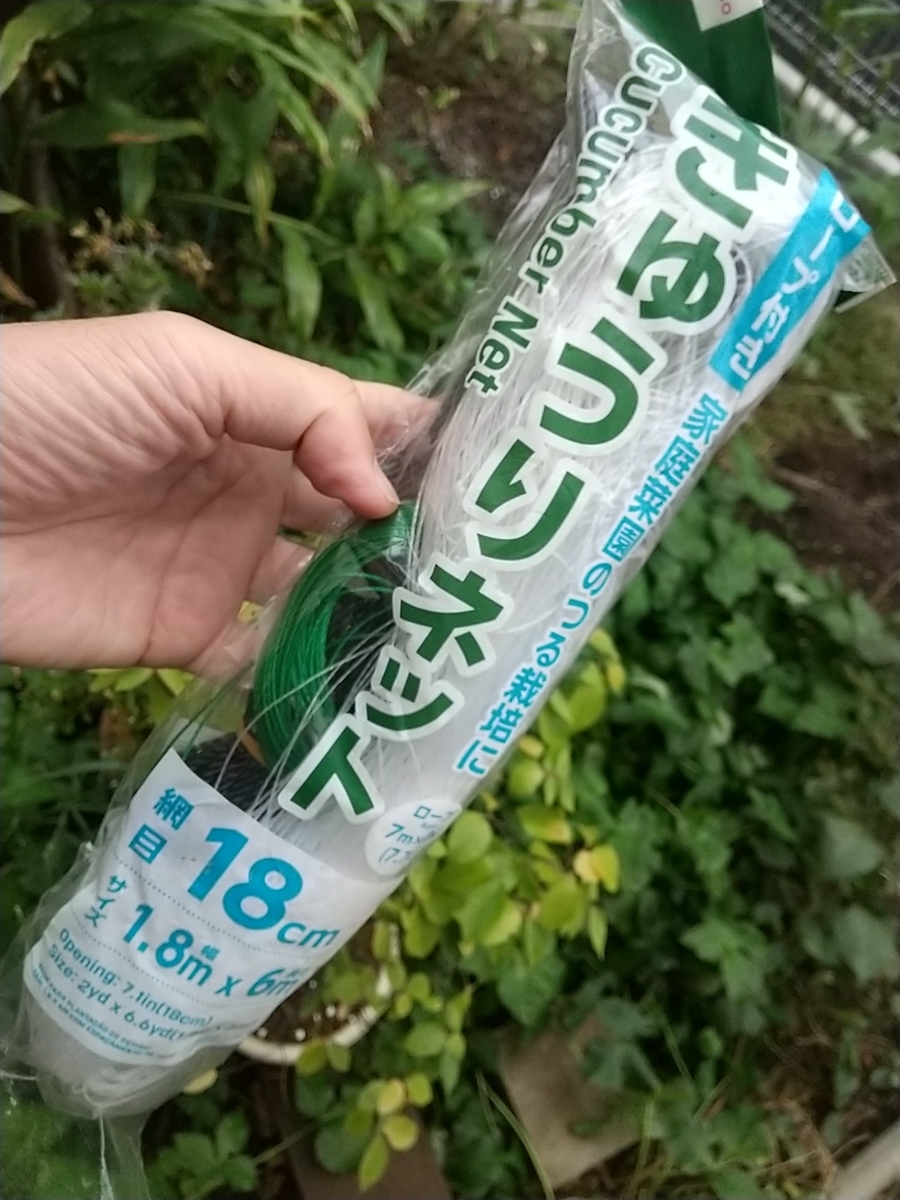 きゅうりネット
Cucumber Net
ロープ付き
家庭菜園のつる栽培に
網目 18cm
サイズ 1.8m 幅 x 6m
Opening: 7.1in(18cm)
Size: 2yd x 6.6yd